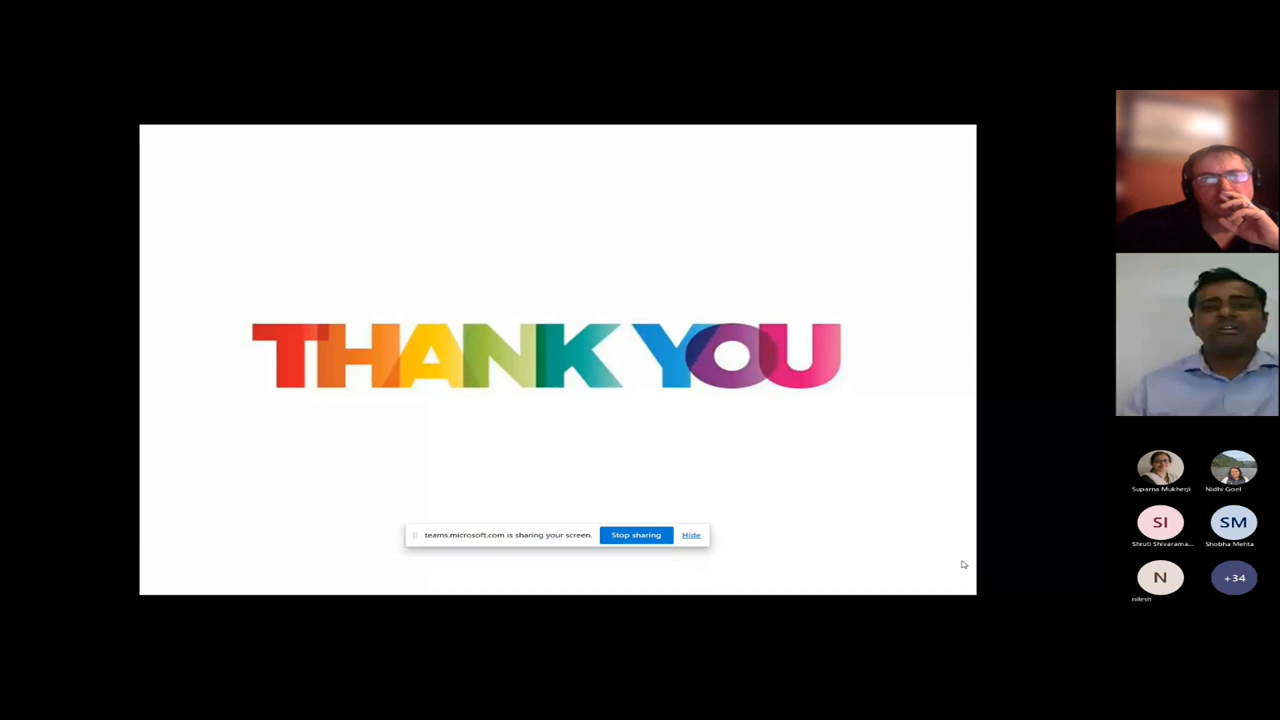 THANK YOU
teams.microsoft.com is sharing your screen. Stop sharing Hide
Suparna Mukherji Nidhi Goel
SI SM
Shruti Shivarama... Shobha Mehta
N +34
nilesh